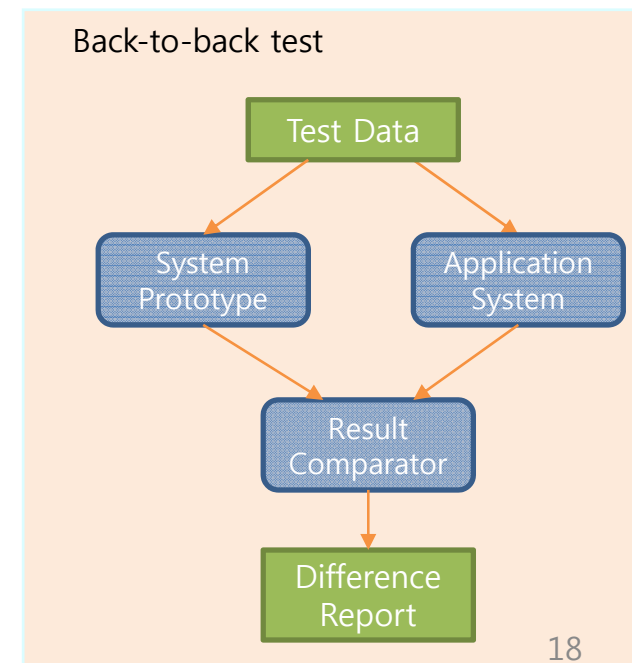 Back-to-back test
Test Data
System
Prototype
Application
System
Result
Comparator
Difference
Report
18